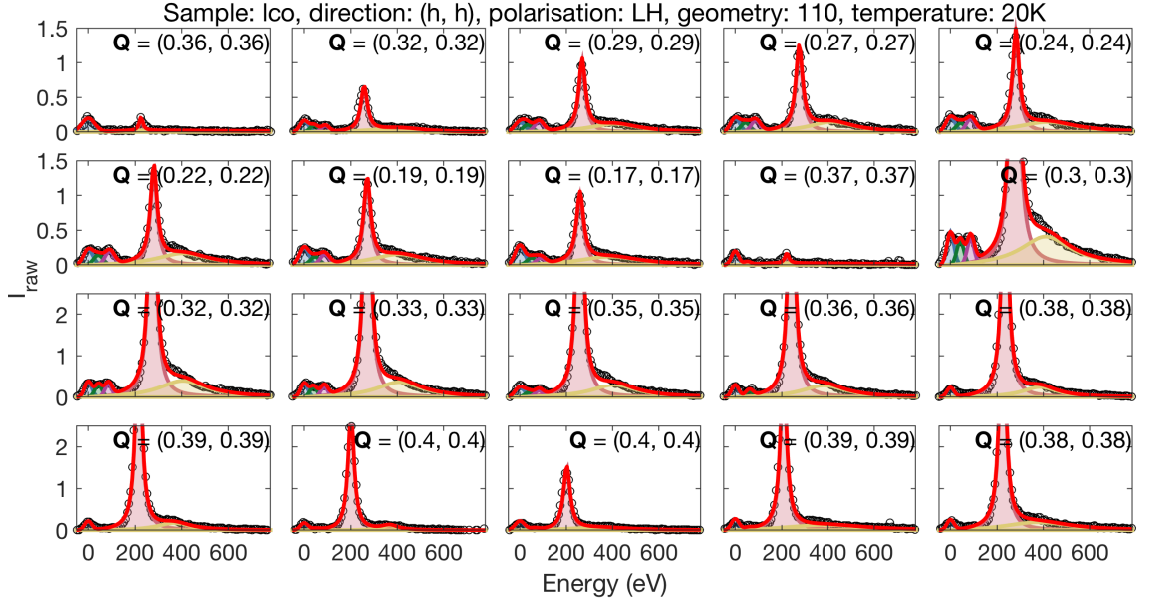 Sample: lco, direction: (h, h), polarisation: LH, geometry: 110, temperature: 20K
1.5 Q = (0.36, 0.36) Q = (0.32, 0.32) Q = (0.29, 0.29) Q = (0.27, 0.27) Q = (0.24, 0.24)
1
0.5
0
1.5 Q = (0.22, 0.22) Q = (0.19, 0.19) Q = (0.17, 0.17) Q = (0.37, 0.37) Q = (0.3, 0.3)
1
0.5
0
I raw
Q = (0.32, 0.32) Q = (0.33, 0.33) Q = (0.35, 0.35) Q = (0.36, 0.36) Q = (0.38, 0.38)
2
1
0
Q = (0.39, 0.39) Q = (0.4, 0.4) Q = (0.4, 0.4) Q = (0.39, 0.39) Q = (0.38, 0.38)
2
1
0
0 200 400 600 0 200 400 600 0 200 400 600 0 200 400 600 0 200 400 600
Energy (eV)